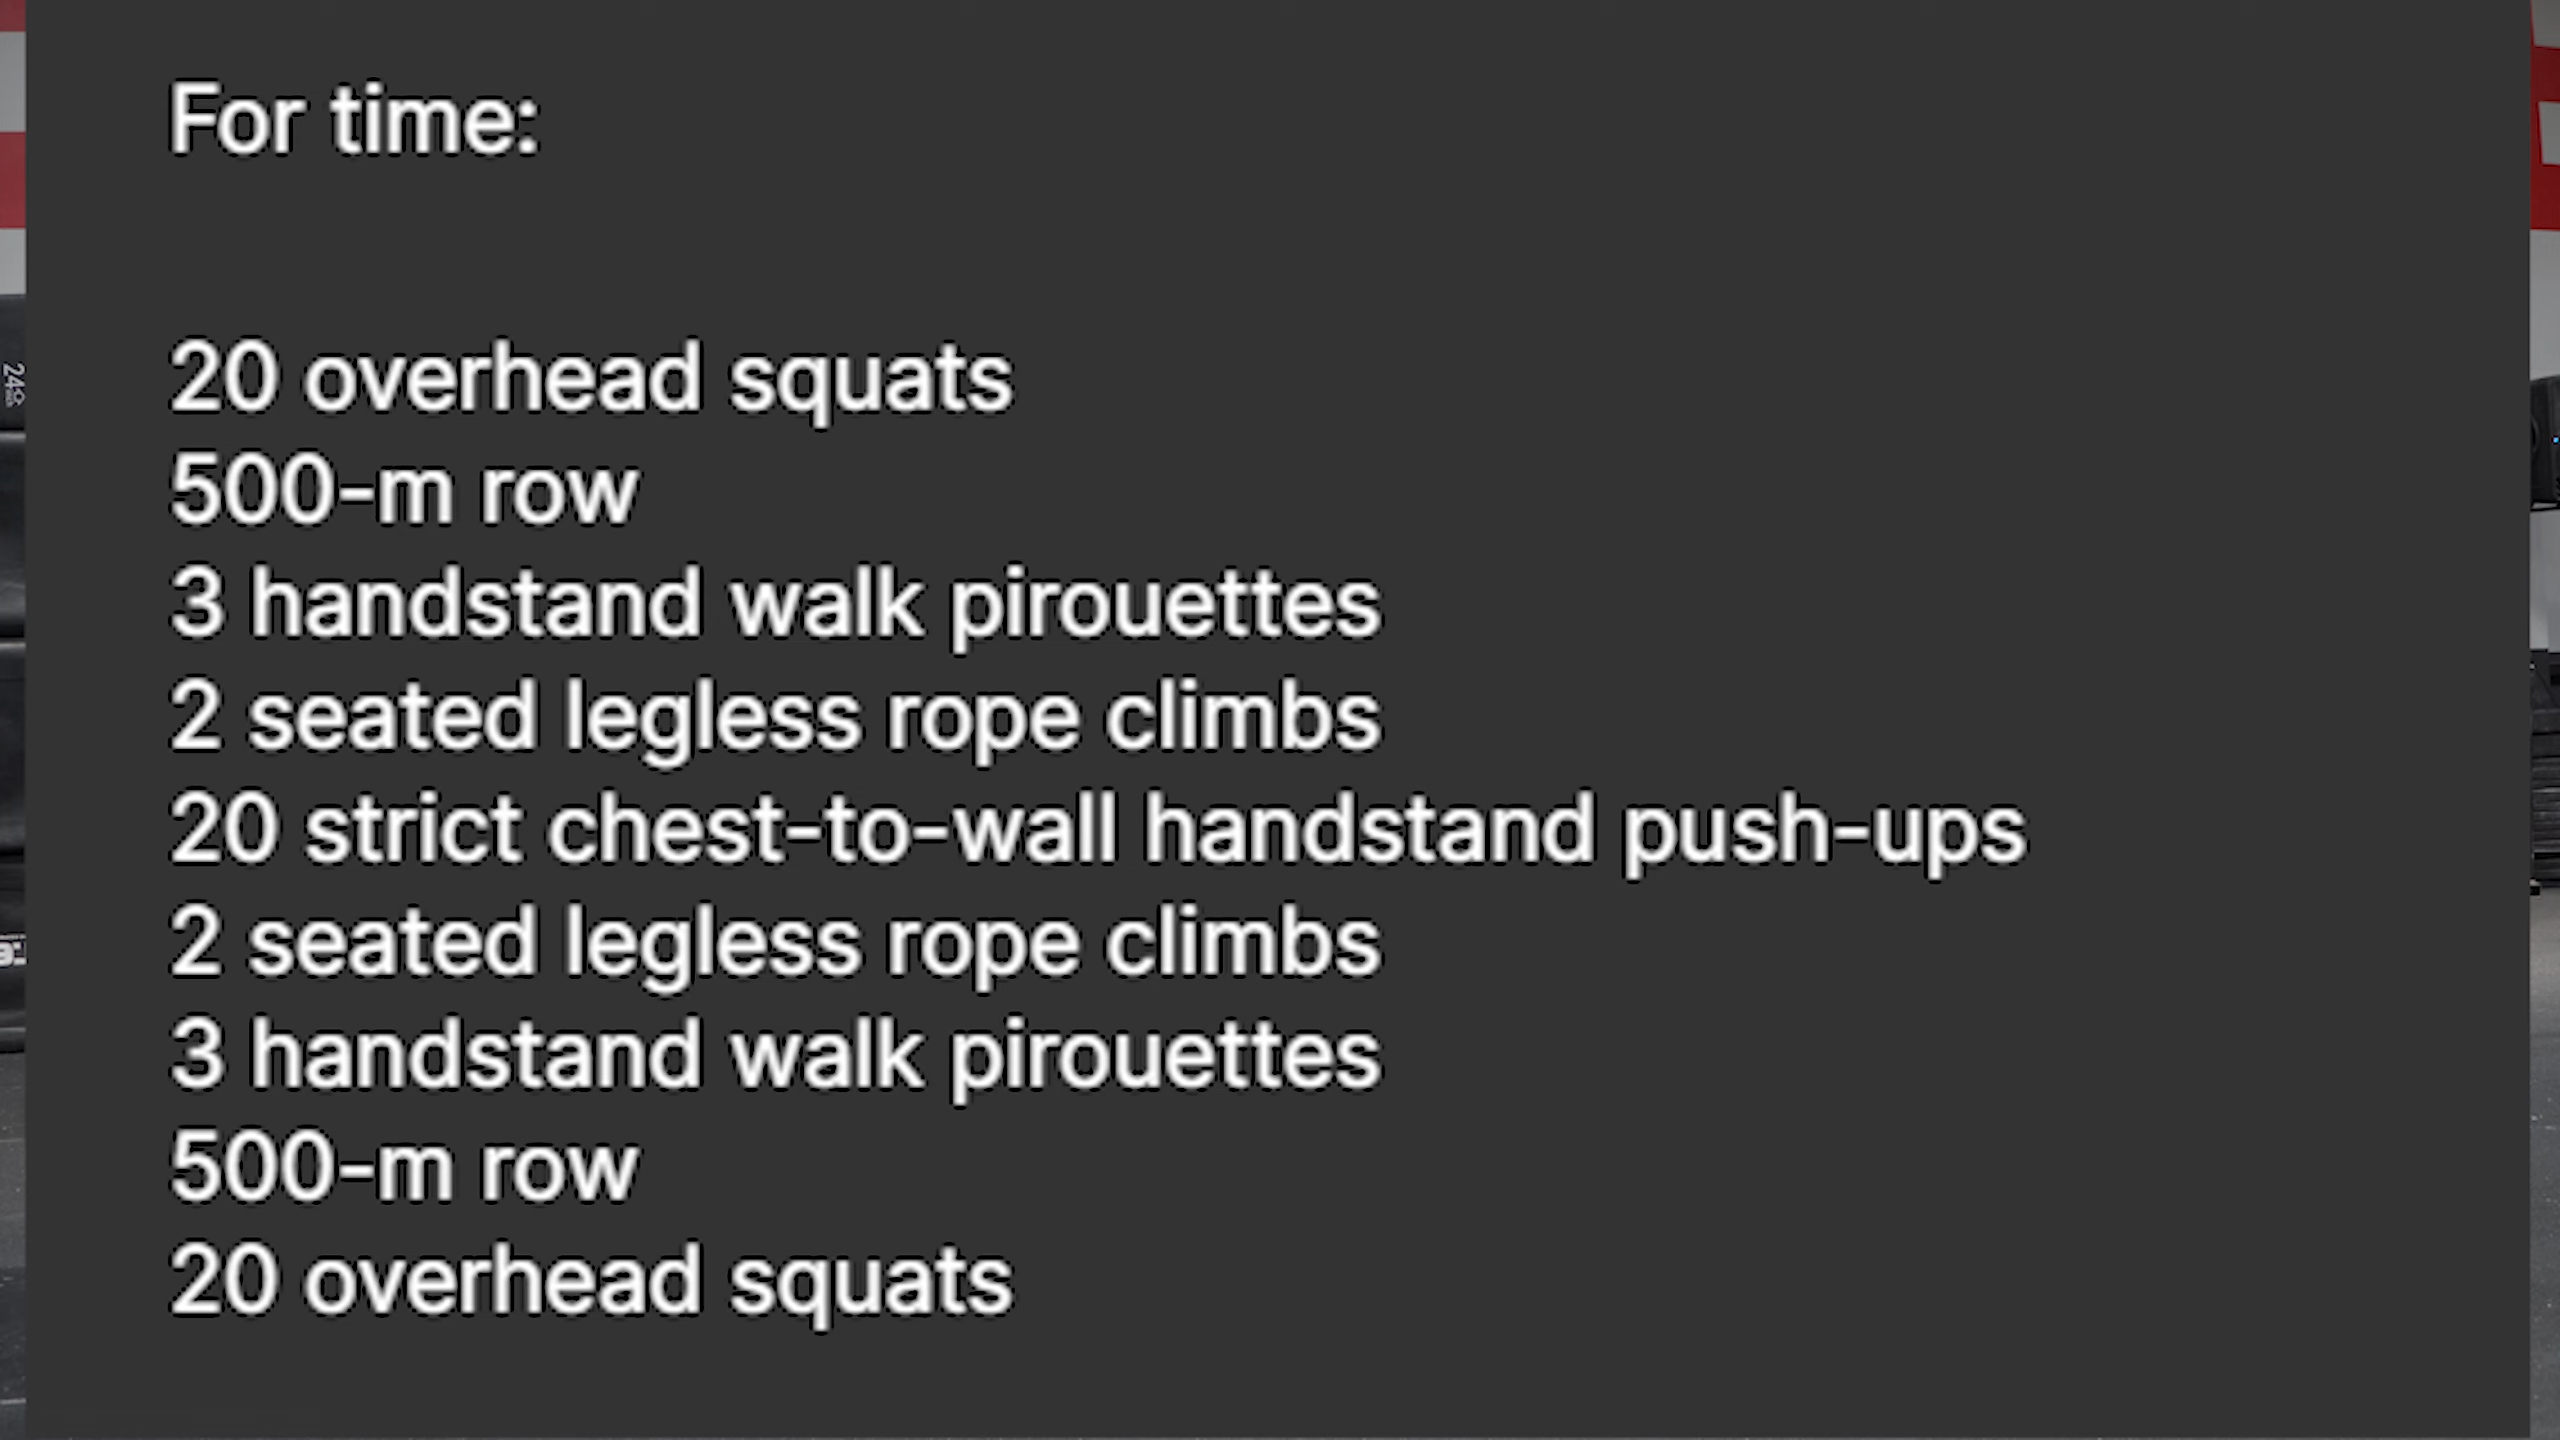 For time:
20 overhead squats
500-m row
3 handstand walk pirouettes
2 seated legless rope climbs
20 strict chest-to-wall handstand push-ups
2 seated legless rope climbs
3 handstand walk pirouettes
500-m row
20 overhead squats
24